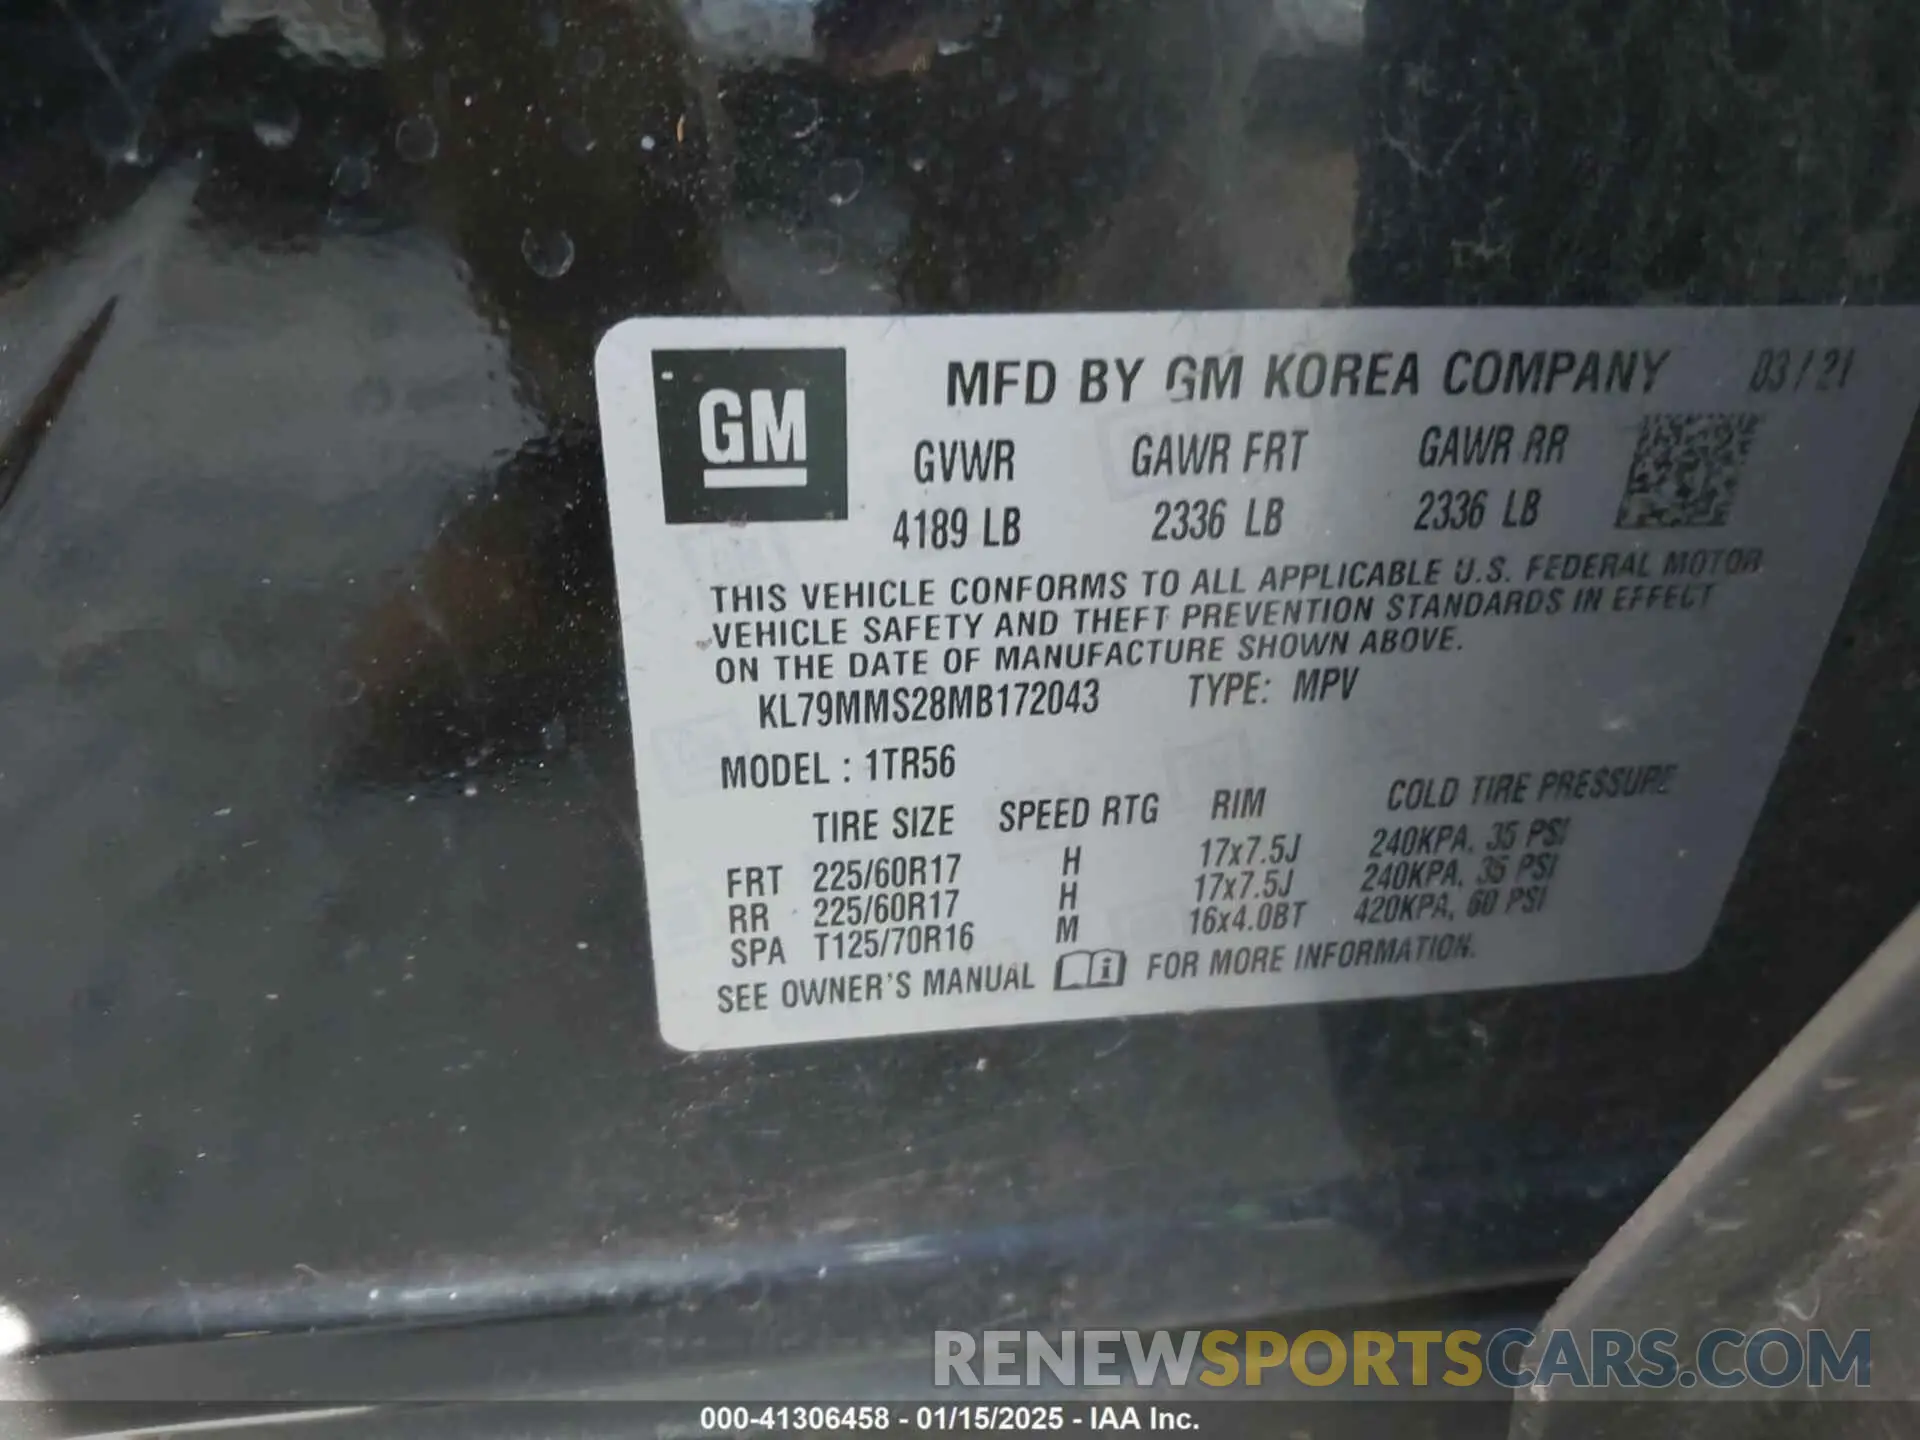 GM
MFD BY GM KOREA COMPANY 03/21
GVWR GAWR FRT GAWR RR
4189 LB 2336 LB 2336 LB
THIS VEHICLE CONFORMS TO ALL APPLICABLE U.S. FEDERAL MOTOR
VEHICLE SAFETY AND THEFT PREVENTION STANDARDS IN EFFECT
ON THE DATE OF MANUFACTURE SHOWN ABOVE.
KL79MMS28MB172043 TYPE: MPV
MODEL : 1TR56
TIRE SIZE SPEED RTG RIM COLD TIRE PRESSURE
FRT 225/60R17 H 17x7.5J 240KPA, 35 PSI
RR 225/60R17 H 17x7.5J 240KPA, 35 PSI
SPA T125/70R16 M 16x4.0BT 420KPA, 60 PSI
SEE OWNER'S MANUAL FOR MORE INFORMATION.
RENEWSPORTSCARS.COM
000-41306458 - 01/15/2025 - IAA Inc.